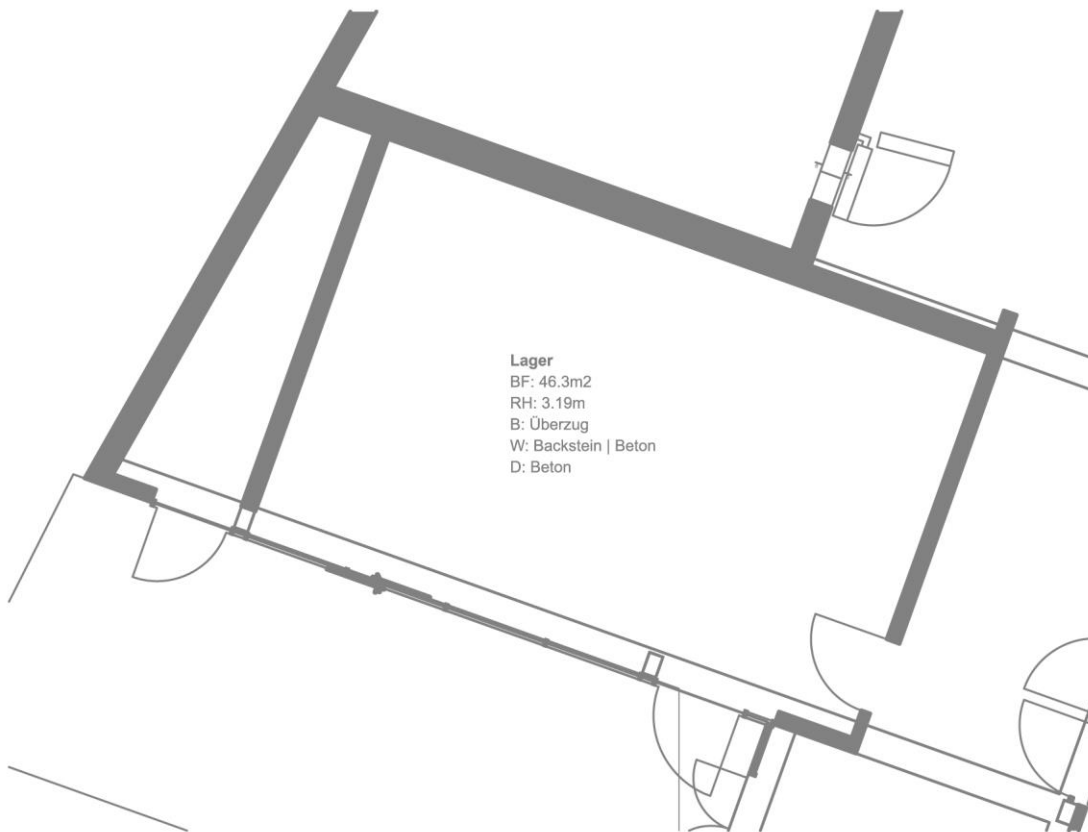 Lager
BF: 46.3m2
RH: 3.19m
B: Überzug
W: Backstein | Beton
D: Beton